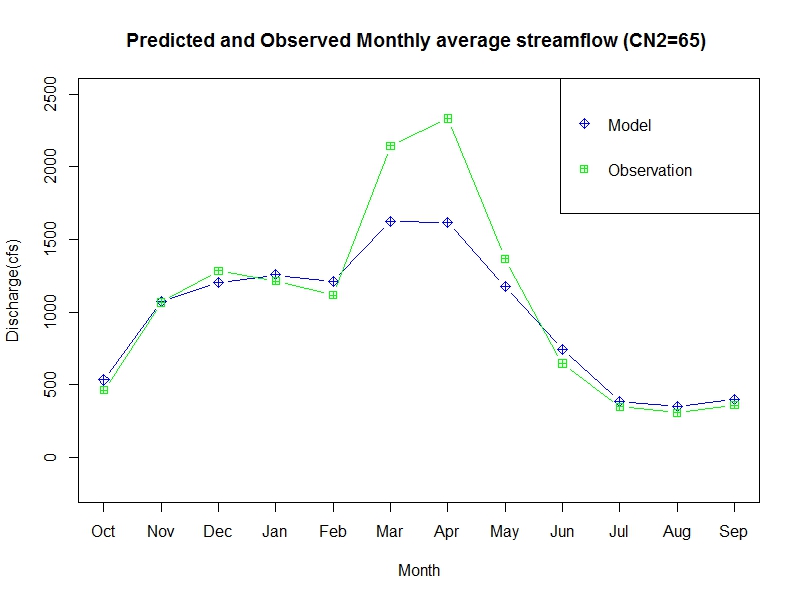 Predicted and Observed Monthly average streamflow (CN2=65)
Model
Observation
Discharge(cfs)
2500
2000
1500
1000
500
0
Oct Nov Dec Jan Feb Mar Apr May Jun Jul Aug Sep
Month